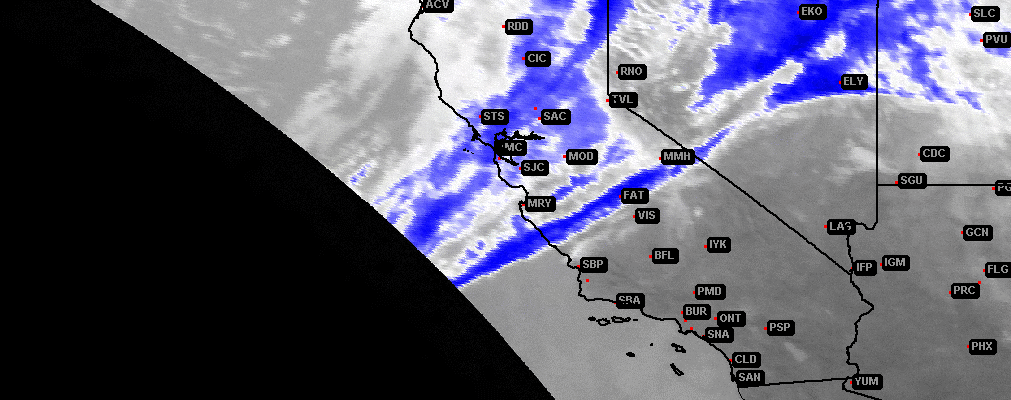 ACV
EKO
SLC
RDD
PVU
CIC
RNO
ELY
TVL
STS
SAC
MC
MOD
MMH
CDC
SJC
SGU
PG
FAT
MRY
VIS
LAS
GCN
IYK
BFL
SBP
IFP
IGM
FLG
PMD
PRC
SBA
BUR
ONT
PSP
SNA
PHX
CLD
SAN
YUM